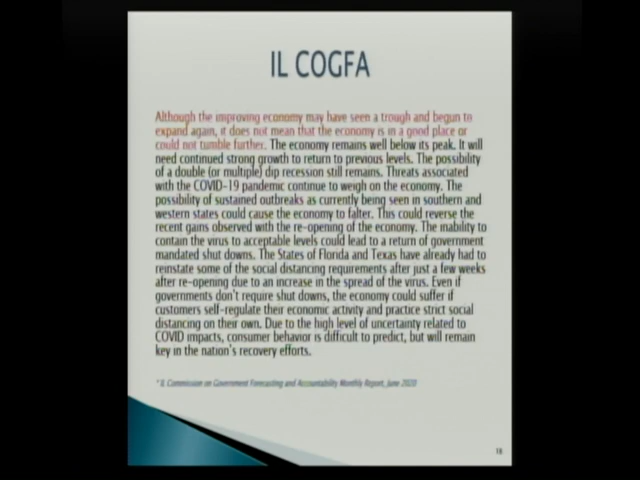 IL COGFA
Although the improving economy may have seen a trough and begun to
expand again, it does not mean that the economy is in a good place or
could not tumble further. The economy remains well below its peak. It will
need continued strong growth to return to previous levels. The possibility
of a double (or multiple) dip recession still remains. Threats associated
with the COVID-19 pandemic continue to weigh on the economy. The
possibility of sustained outbreaks as currently being seen in southern and
western states could cause the economy to falter. This could reverse the
recent gains observed with the re-opening of the economy. The inability to
contain the virus to acceptable levels could lead to a return of government
mandated shut downs. The States of Florida and Texas have already had to
reinstate some of the social distancing requirements after just a few weeks
after re-opening due to an increase in the spread of the virus. Even if
governments don't require shut downs, the economy could suffer if
customers self-regulate their economic activity and practice strict social
distancing on their own. Due to the high level of uncertainty related to
COVID impacts, consumer behavior is difficult to predict, but will remain
key in the nation's recovery efforts.
* IL Commission on Government Forecasting and Accountability Monthly Report, June 2020
18